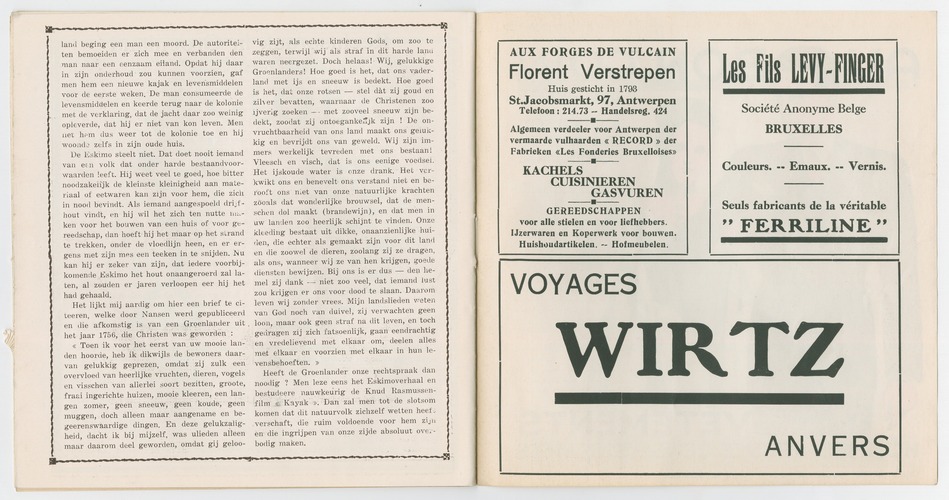 land beging een man een moord. De autoritei-
ten bemoeiden er zich mee en verbanden den
man naar een eenzaam eiland. Opdat hij daar
in zijn onderhoud zou kunnen voorzien, gaf
men hem een nieuwe kajak en levensmiddelen
voor de eerste weken. De man consumeerde de
levensmiddelen en keerde terug naar de kolonie
met de verklaring, dat de jacht daar zoo weinig
opleverde, dat hij er niet van kon leven. Men
liet hem dus weer tot de kolonie toe en hij
woonde zelfs in zijn oude huis.
De Eskimo steelt niet. Dat doet nooit iemand
van een volk dat onder harde bestaandvoor-
waarden leeft. Hij weet veel te goed, hoe bitter
noodzakelijk de kleinste kleinigheid aan mate-
riaal of eetwaren kan zijn voor hem, die zich
in nood bevindt. Als iemand aangespoeld drijf-
hout vindt, en hij wil het zich ten nutte ma-
ken voor het bouwen van een huis of voor ge-
reedschap, dan hoeft hij het maar op het strand
te trekken, onder de vloedlijn heen, en er er-
gens met zijn mes een teeken in te snijden. Nu
kan hij er zeker van zijn, dat iedere voorbij-
komende Eskimo het hout onaangeroerd zal la-
ten, al zouden er jaren verloopen eer hij het
had gehaald.
Het lijkt mij aardig om hier een brief te ci-
teeren, welke door Nansen werd gepubliceerd
en die afkomstig is van een Groenlander uit
het jaar 1756, die Christen was geworden :
« Toen ik voor het eerst van uw mooie lan-
den hoorde, heb ik dikwijls de bewoners daar-
van gelukkig geprezen, omdat zij zulk een
overvloed van heerlijke vruchten, dieren, vogels
en visschen van allerlei soort bezitten, groote,
fraai ingerichte huizen, mooie kleeren, een lan-
gen zomer, geen sneeuw, geen koude, geen
muggen, doch alleen maar aangename en be-
geerenswaardige dingen. En deze gelukzalig-
heid, dacht ik bij mijzelf, was ulieden alleen
maar daarom deel geworden, omdat gij geloo-
vig zijt, als echte kinderen Gods, om zoo te
zeggen, terwijl wij als straf in dit harde land
waren neergezet. Doch helaas! Wij, gelukkige
Groenlanders! Hoe goed is het, dat ons vader-
land met ijs en sneeuw is bedekt. Hoe goed
is het, dat onze rotsen — stel dàt zij goud en
zilver bevatten, waarnaar de Christenen zoo
ijverig zoeken — met zooveel sneeuw zijn be-
dekt, zoodat zij ontoegankelijk zijn ! De on-
vruchtbaarheid van ons land maakt ons geluk-
kig en bevrijdt ons van geweld. Wij zijn im-
mers werkelijk tevreden met ons bestaan!
Vleesch en visch, dat is ons eenige voedsel.
Het ijskoude water is onze drank, Het ver-
kwikt ons en benevelt ons verstand niet en be-
rooft ons niet van onze natuurlijke krachten
zooals dat wonderlijke brouwsel, dat de men-
schen dol maakt (brandewijn), en dat men in
uw landen zoo heerlijk schijnt te vinden. Onze
kleeding bestaat uit dikke, onaanzienlijke hui-
den, die echter als gemaakt zijn voor dit land
en die zoowel de dieren, zoolang zij ze dragen,
als ons, wanneer wij ze van hen krijgen, goede
diensten bewijzen. Bij ons is er dus — den he-
mel zij dank — niet zoo veel, dat iemand lust
zou krijgen er ons voor dood te slaan. Daarom
leven wij zonder vrees. Mijn landslieden weten
van God noch van duivel, zij verwachten geen
loon, maar ook geen straf na dit leven, en toch
gedragen zij zich fatsoenlijk, gaan eendrachtig
en vredelievend met elkaar om, deelen alles
met elkaar en voorzien met elkaar in hun le-
vensbehoeften. »
Heeft de Groenlander onze rechtspraak dan
noodig ? Men leze eens het Eskimoverhaal en
bestudeere nauwkeurig de Knud Rasmussen-
film « Kayak ». Dan zal men tot de slotsom
komen dat dit natuurvolk zichzelf wetten heeft
verschaft, die ruim voldoende voor hem zijn
en die ingrijpen van onze zijde absoluut over-
bodig maken.
AUX FORGES DE VULCAIN
Florent Verstrepen
Huis gesticht in 1793
St.Jacobsmarkt, 97, Antwerpen
Telefoon : 214.73 -- Handelsreg. 424
Algemeen verdeeler voor Antwerpen der
vermaarde vulhaarden « RECORD » der
Fabrieken «Les Fonderies Bruxelloises»
KACHELS
CUISINIEREN
GASVUREN
GEREEDSCHAPPEN
voor alle stielen en voor liefhebbers.
IJzerwaren en Koperwerk voor bouwen.
Huishoudartikelen. -- Hofmeubelen.
Les Fils LEVY-FINGER
Société Anonyme Belge
BRUXELLES
Couleurs. -- Emaux. -- Vernis.
Seuls fabricants de la véritable
" FERRILINE "
VOYAGES
WIRTZ
ANVERS